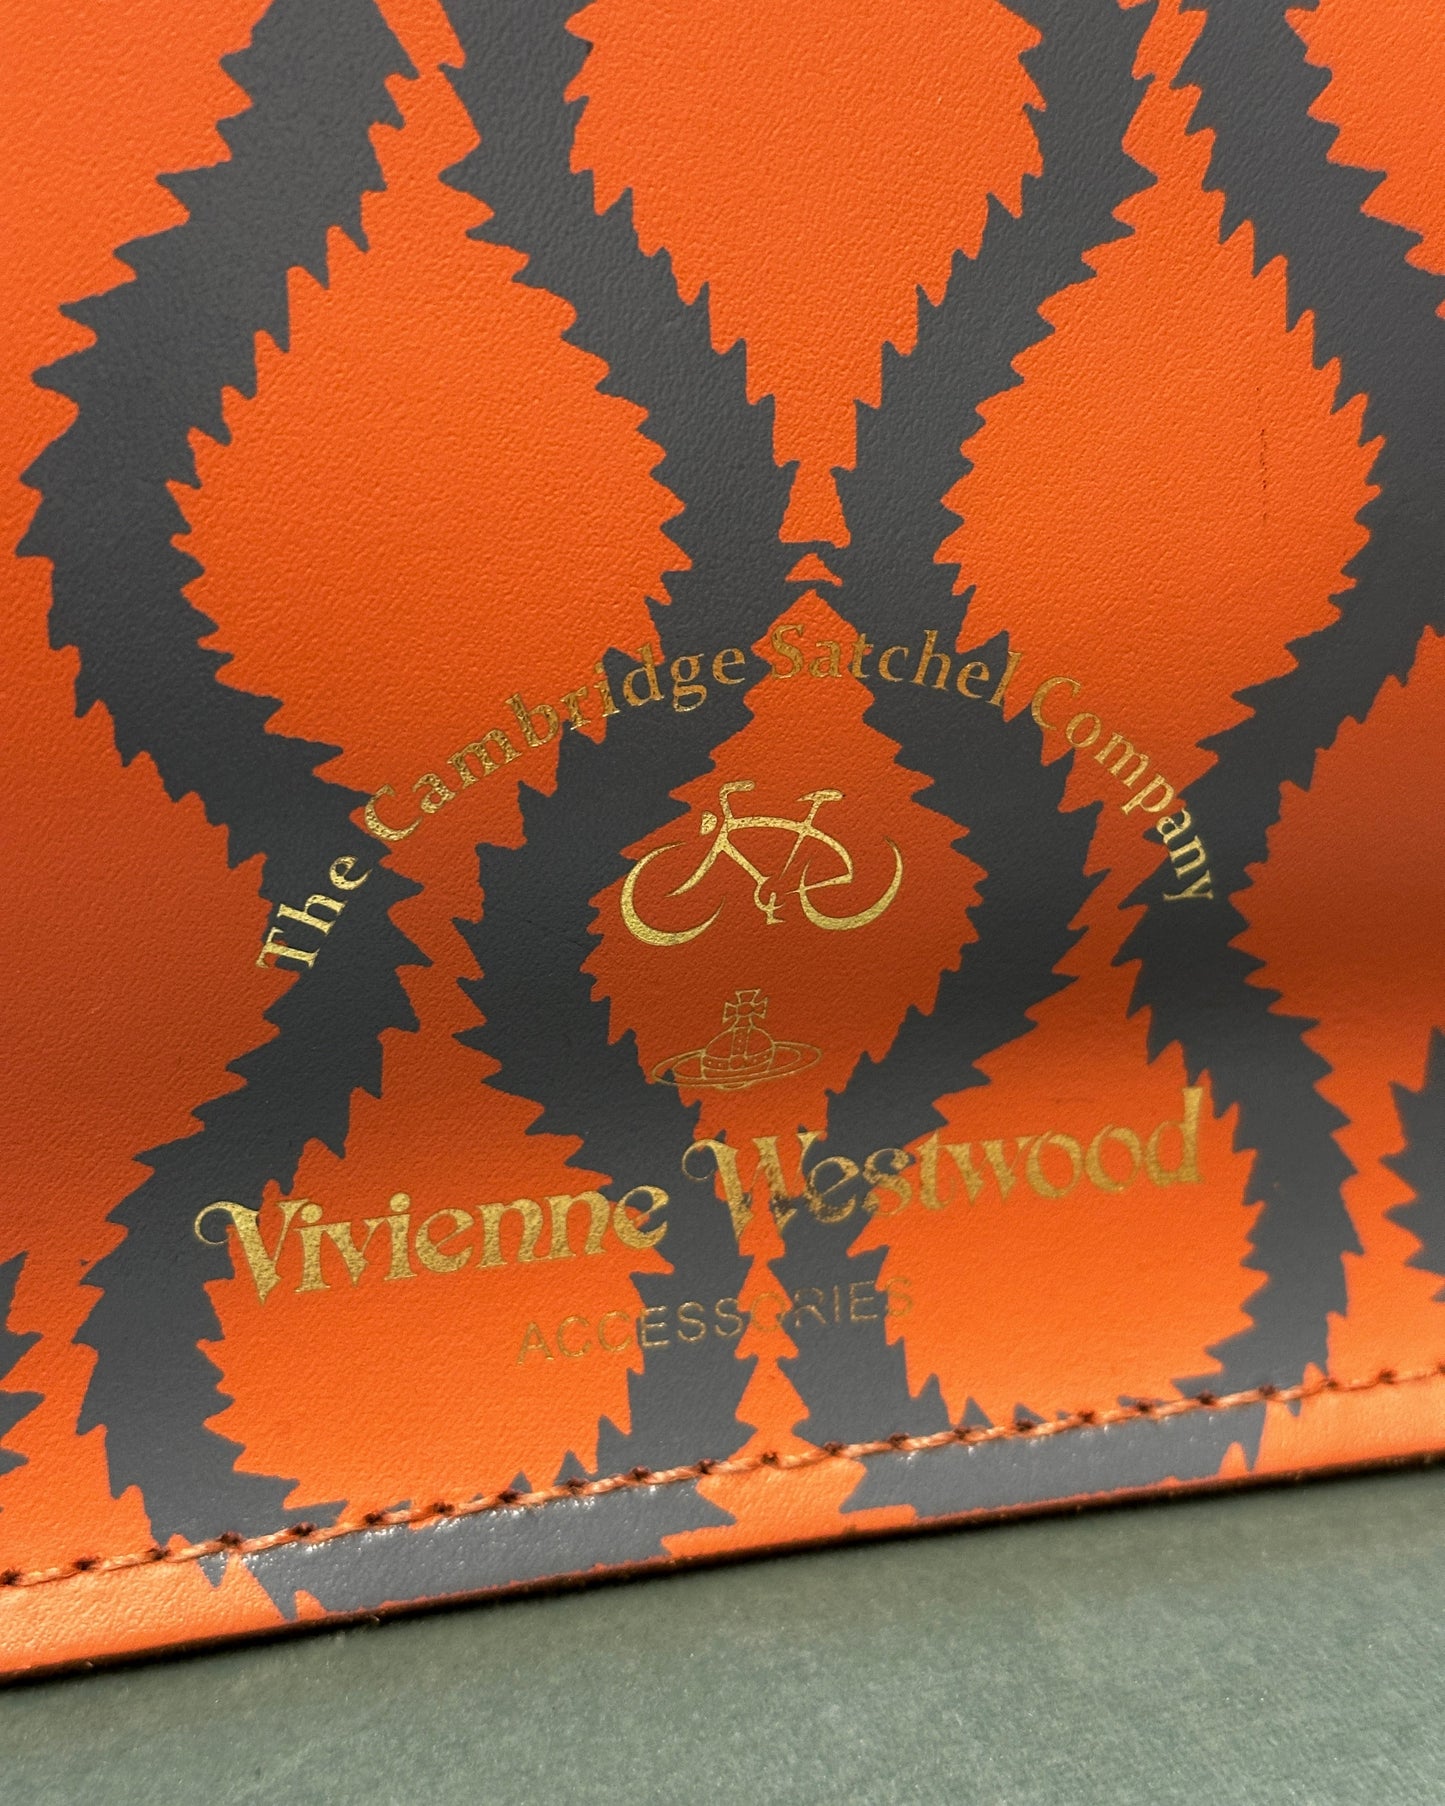 The Cambridge Satchel Company
Vivienne Westwood
ACCESSORIES